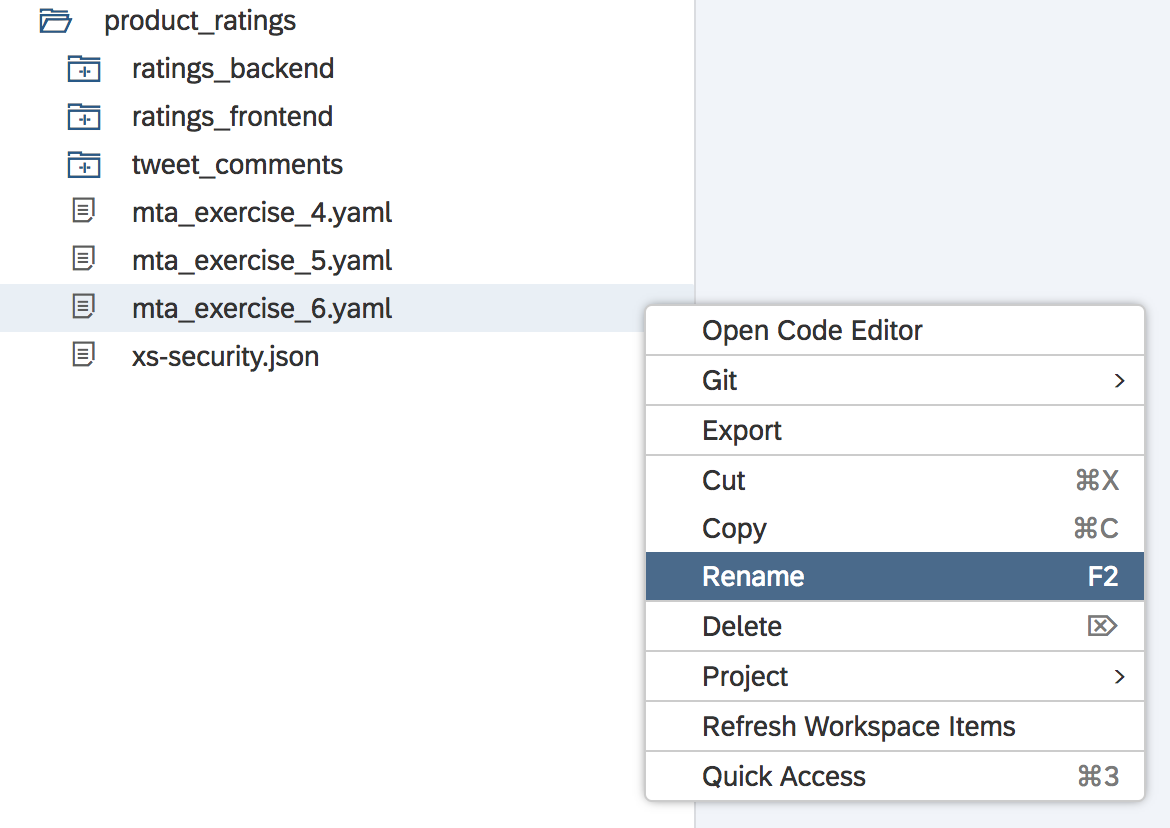 product_ratings
ratings_backend
ratings_frontend
tweet_comments
mta_exercise_4.yaml
mta_exercise_5.yaml
mta_exercise_6.yaml
xs-security.json
Open Code Editor
Git
Export
Cut ⌘X
Copy ⌘C
Rename F2
Delete
Project
Refresh Workspace Items
Quick Access ⌘3